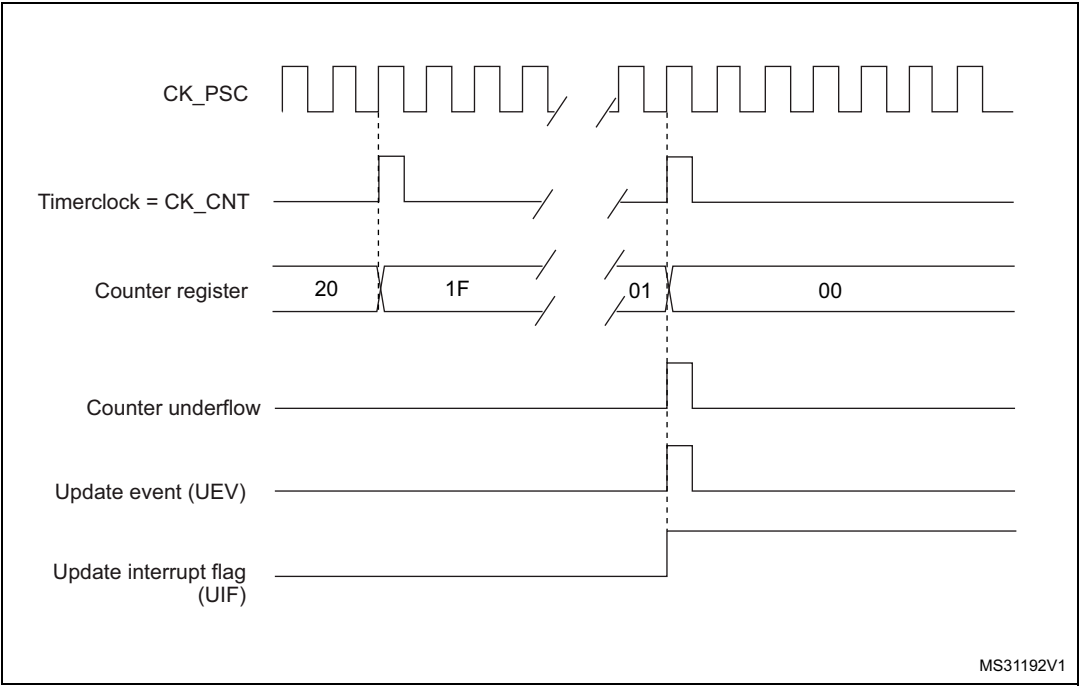 CK_PSC
Timerclock = CK_CNT
Counter register 20 1F 01 00
Counter underflow
Update event (UEV)
Update interrupt flag
(UIF)
MS31192V1